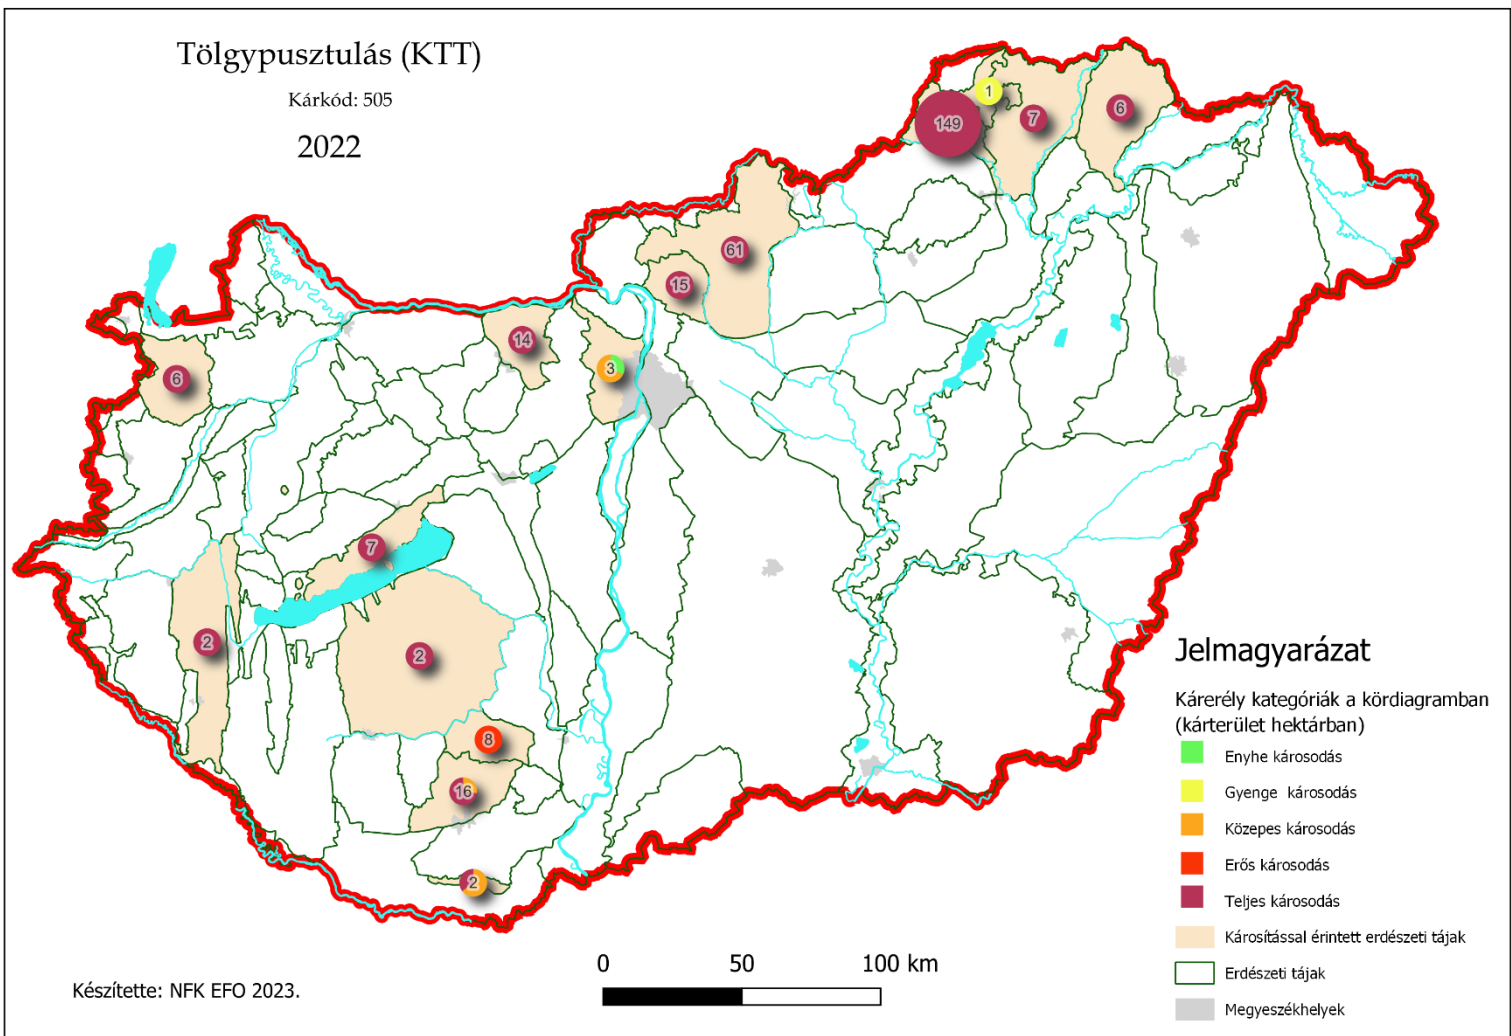 Tölgypusztulás (KTT)
Kárkód: 505
2022
1
149
7
6
61
15
14
3
6
7
2
2
8
16
2
Jelmagyarázat
Kárerély kategóriák a kördiagramban
(kárterület hektárban)
Enyhe károsodás
Gyenge károsodás
Közepes károsodás
Erős károsodás
Teljes károsodás
Károsítással érintett erdészeti tájak
Erdészeti tájak
Megyeszékhelyek
0 50 100 km
Készítette: NFK EFO 2023.